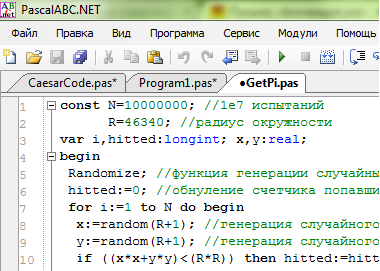 PascalABC.NET
Файл Правка Вид Программа Сервис Модули Помощь
CaesarCode.pas* Program1.pas* •GetPi.pas
1 const N=10000000; //1e7 испытаний
2 R=46340; //радиус окружности
3 var i,hitted:longint; x,y:real;
4 begin
5 Randomize; //функция генерации случайны
6 hitted:=0; //обнуление счетчика попавши
7 for i:=1 to N do begin
8 x:=random(R+1); //генерация случайного
9 y:=random(R+1); //генерация случайного
10 if ((x*x+y*y)<(R*R)) then hitted:=hitt